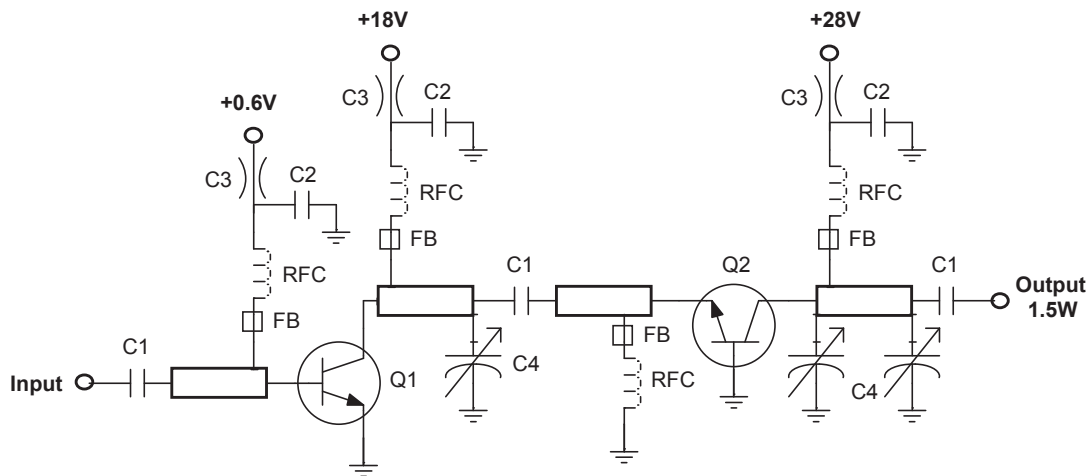 +18V
+28V
C3
C2
C3
C2
+0.6V
C3
C2
RFC
RFC
FB
FB
RFC
C1
Q2
C1
Output
1.5W
FB
FB
C1
C4
RFC
C4
Input
Q1